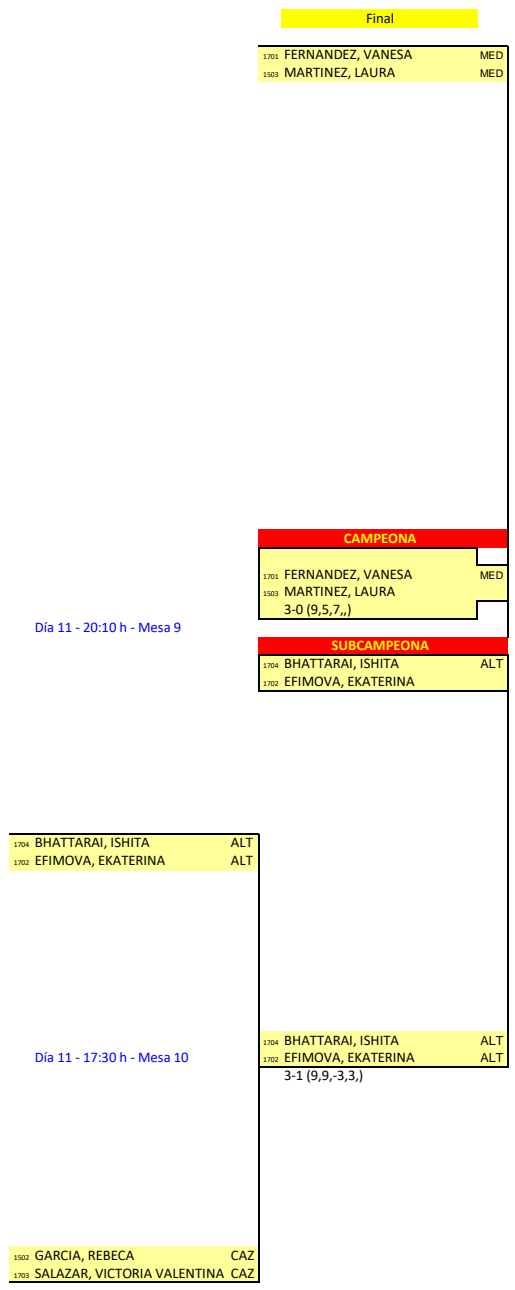 Final
1701 FERNANDEZ, VANESA MED
1503 MARTINEZ, LAURA MED
CAMPEONA
1701 FERNANDEZ, VANESA MED
1503 MARTINEZ, LAURA
3-0 (9,5,7,,)
Día 11 - 20:10 h - Mesa 9
SUBCAMPEONA
1704 BHATTARAI, ISHITA ALT
1702 EFIMOVA, EKATERINA
1704 BHATTARAI, ISHITA ALT
1702 EFIMOVA, EKATERINA ALT
1704 BHATTARAI, ISHITA ALT
Día 11 - 17:30 h - Mesa 10
1702 EFIMOVA, EKATERINA ALT
3-1 (9,9,-3,3,)
1502 GARCIA, REBECA CAZ
1703 SALAZAR, VICTORIA VALENTINA CAZ